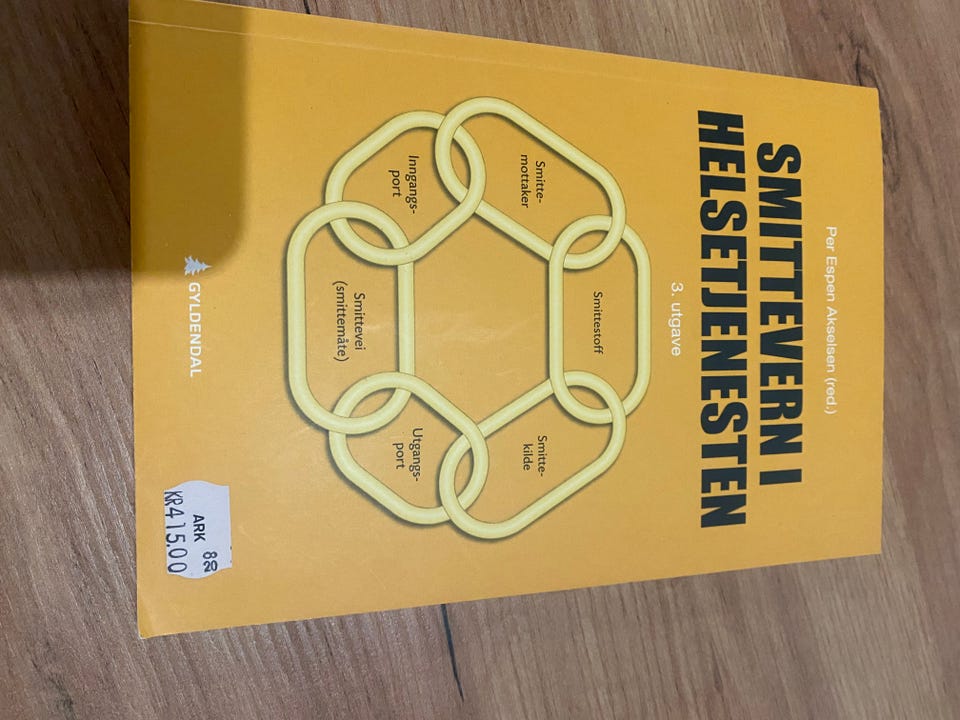 Per Espen Akselsen (red.)
SMITTEVERN I
HELSETJENESTEN
3. utgave
Smittestoff
Smitte-
kilde
Utgangs-
port
Smittevei
(smittemåte)
Inngangs-
port
Smitte-
mottaker
GYLDENDAL
ARK
KR415.00